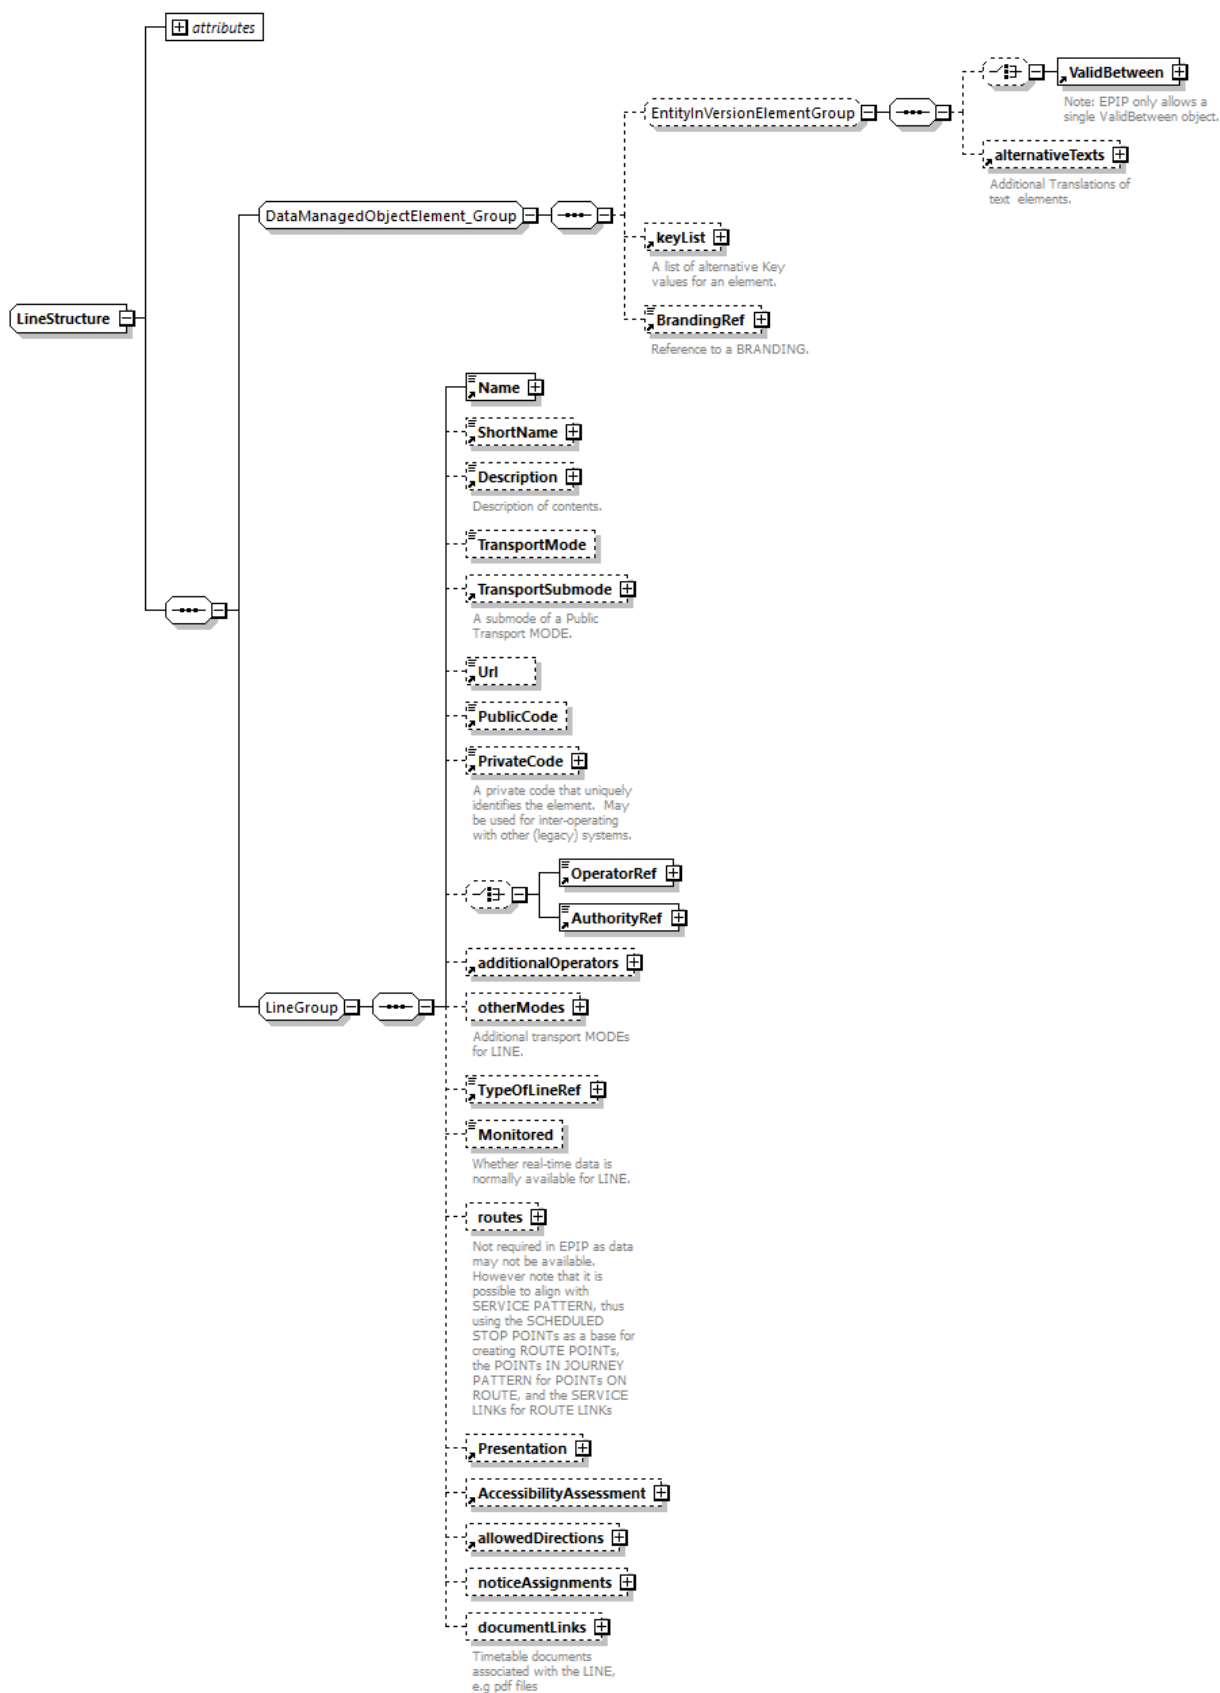 attributes
ValidBetween
Note: EPIP only allows a
single ValidBetween object.
EntityInVersionElementGroup
alternativeTexts
Additional Translations of
text elements.
DataManagedObjectElement_Group
keyList
A list of alternative Key
values for an element.
LineStructure
BrandingRef
Reference to a BRANDING.
Name
ShortName
Description
Description of contents.
TransportMode
TransportSubmode
A submode of a Public
Transport MODE.
Url
PublicCode
PrivateCode
A private code that uniquely
identifies the element. May
be used for inter-operating
with other (legacy) systems.
OperatorRef
AuthorityRef
additionalOperators
LineGroup
otherModes
Additional transport MODEs
for LINE.
TypeOfLineRef
Monitored
Whether real-time data is
normally available for LINE.
routes
Not required in EPIP as data
may not be available.
However note that it is
possible to align with
SERVICE PATTERN, thus
using the SCHEDULED
STOP POINTs as a base for
creating ROUTE POINTs,
the POINTs IN JOURNEY
PATTERN for POINTs ON
ROUTE, and the SERVICE
LINKs for ROUTE LINKs
Presentation
AccessibilityAssessment
allowedDirections
noticeAssignments
documentLinks
Timetable documents
associated with the LINE,
e.g pdf files